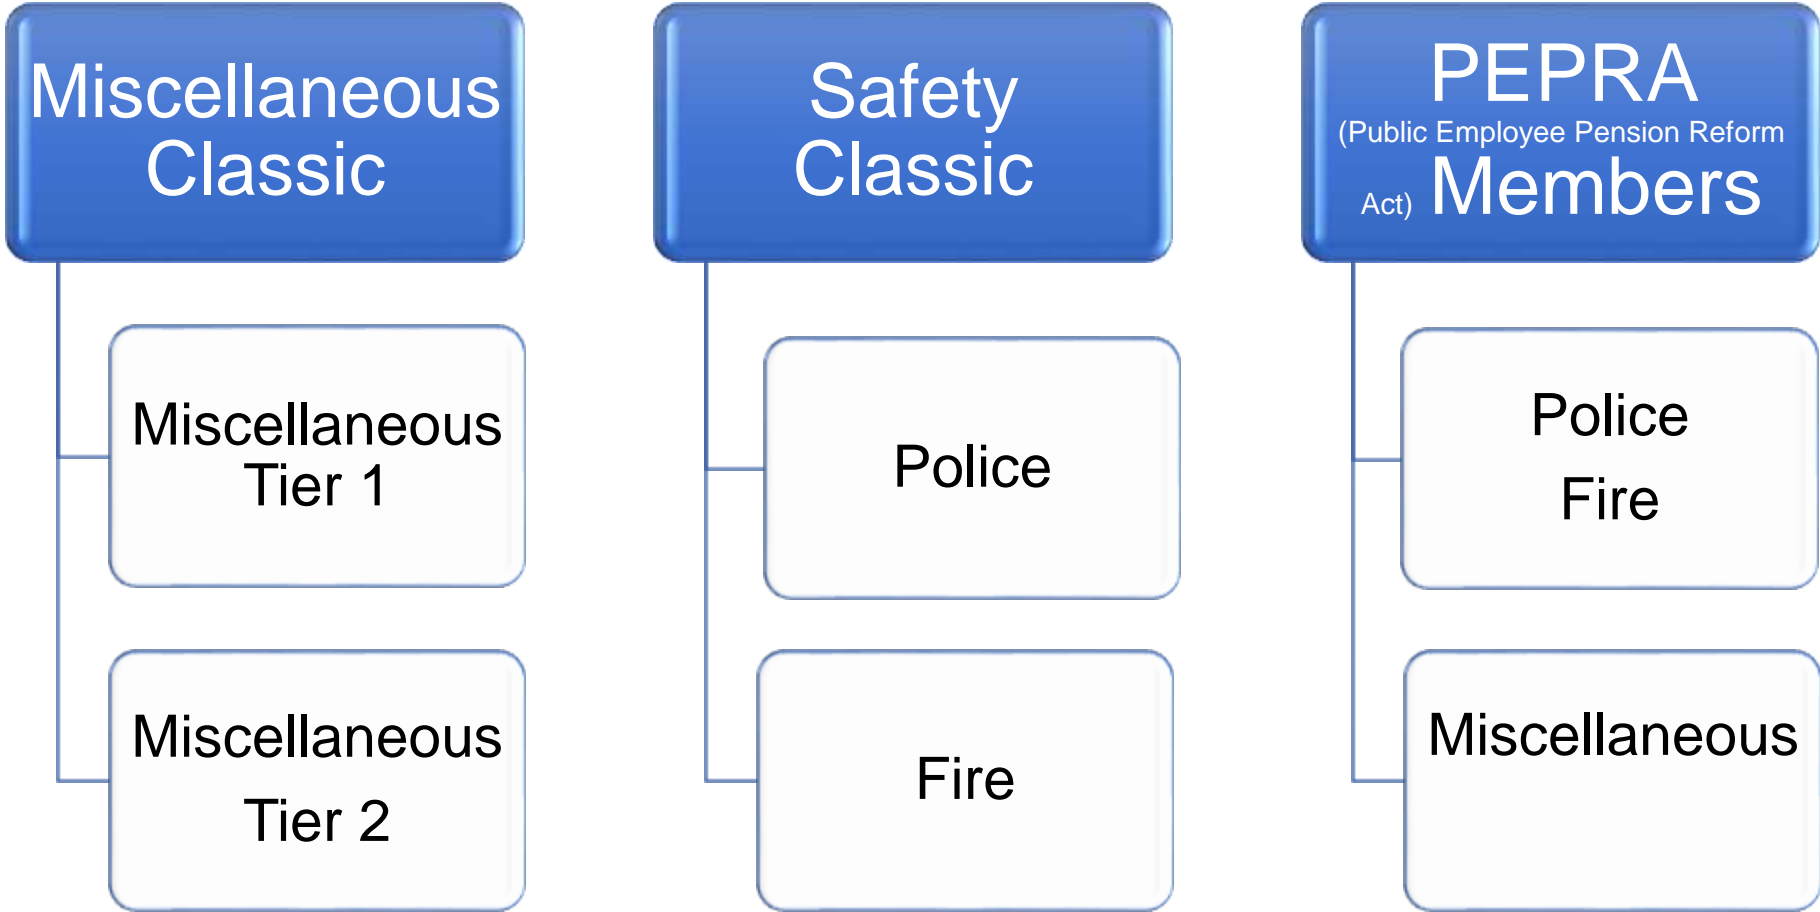 Miscellaneous
Classic
Miscellaneous
Tier 1
Miscellaneous
Tier 2
Safety
Classic
Police
Fire
PEPRA
(Public Employee Pension Reform
Act) Members
Police
Fire
Miscellaneous